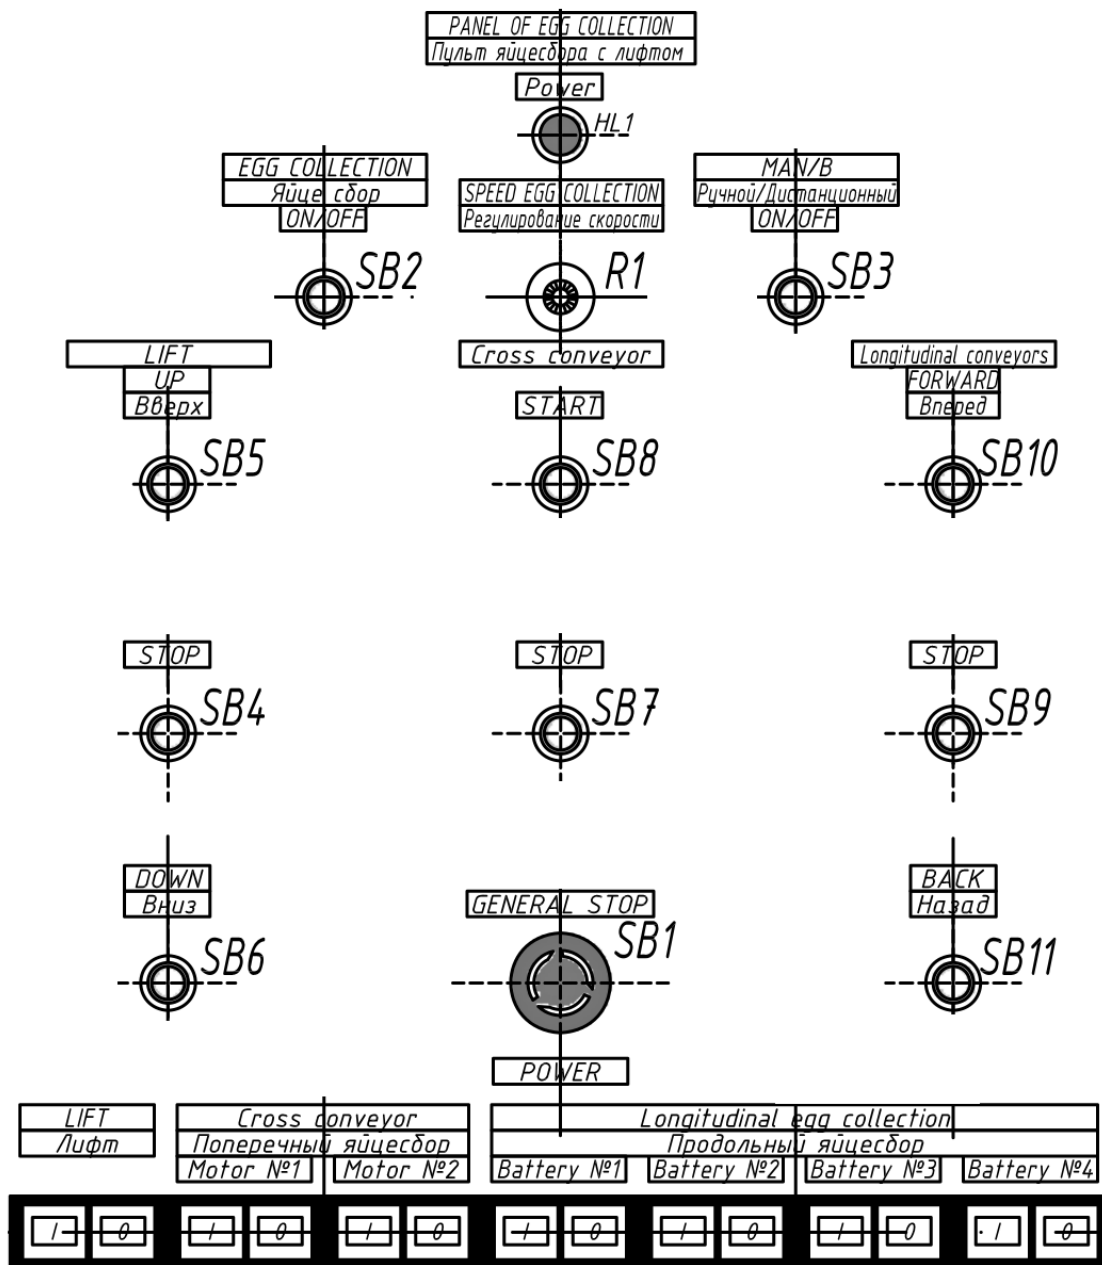 PANEL OF EGG COLLECTION
Пульт яйцесбора с лифтом
Power
HL1
EGG COLLECTION
Яйце сбор
ON/OFF
SB2
SPEED EGG COLLECTION
Регулирование скорости
R1
MAN/B
Ручной/Дистанционный
ON/OFF
SB3
LIFT
UP
Вверх
SB5
Cross conveyor
START
SB8
Longitudinal conveyors
FORWARD
Вперед
SB10
STOP
SB4
STOP
SB7
STOP
SB9
DOWN
Вниз
SB6
GENERAL STOP
SB1
BACK
Назад
SB11
POWER
LIFT
Лифт
Cross conveyor
Поперечный яйцесбор
Motor №1 Motor №2
Longitudinal egg collection
Продольный яйцесбор
Battery №1 Battery №2 Battery №3 Battery №4
I 0 I 0 I 0 I 0 I 0 I 0 I 0